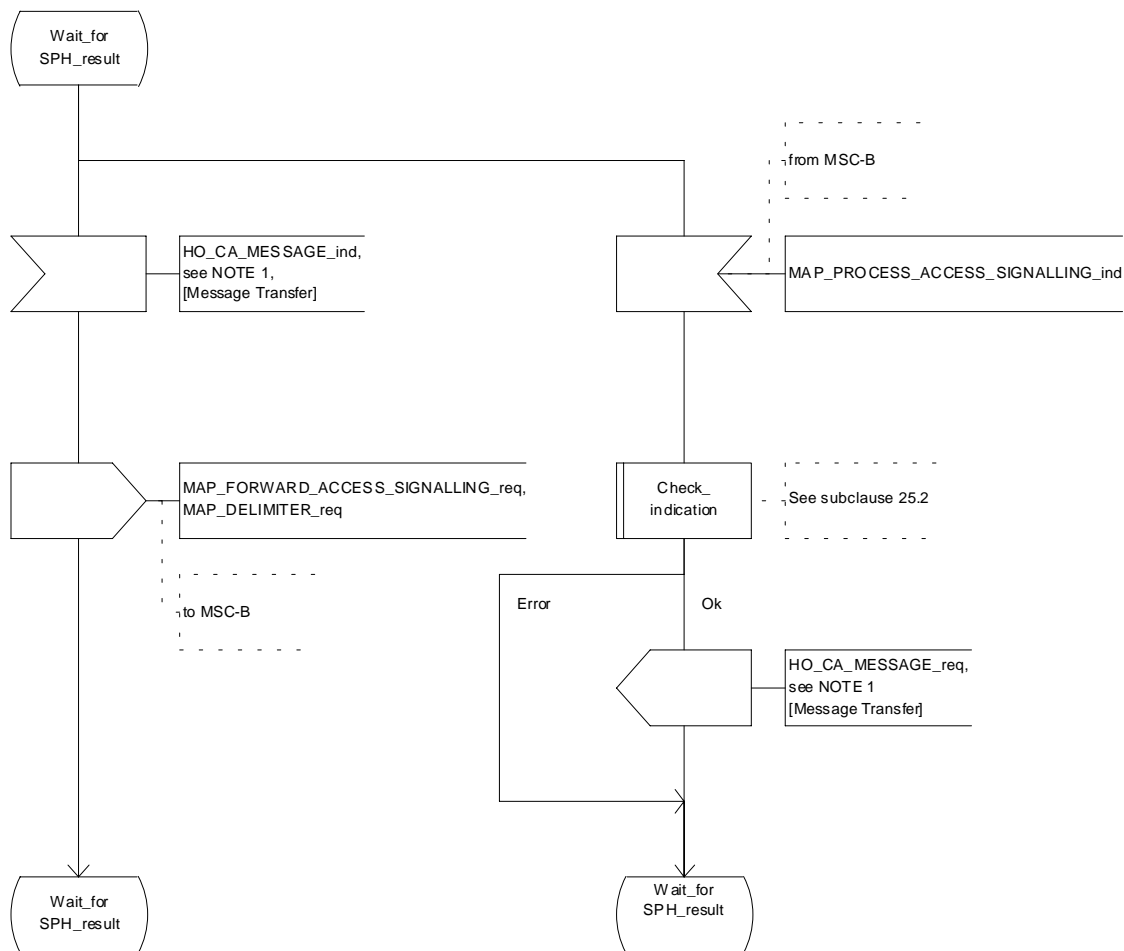 Wait_for
SPH_result
from MSC-B
HO_CA_MESSAGE_ind,
see NOTE 1,
[Message Transfer]
MAP_PROCESS_ACCESS_SIGNALLING_ind
MAP_FORWARD_ACCESS_SIGNALLING_req,
MAP_DELIMITER_req
Check_
indication
See subclause 25.2
to MSC-B
Error
Ok
HO_CA_MESSAGE_req,
see NOTE 1
[Message Transfer]
Wait_for
SPH_result
Wait_for
SPH_result